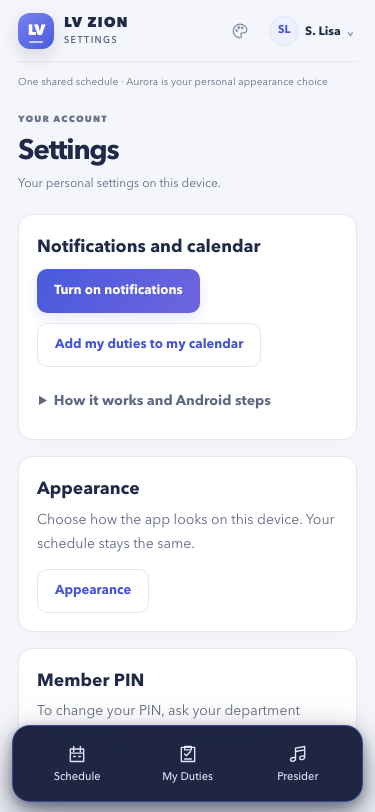 LV
LV ZION
SETTINGS
SL
S. Lisa
One shared schedule · Aurora is your personal appearance choice
YOUR ACCOUNT
Settings
Your personal settings on this device.
Notifications and calendar
Turn on notifications
Add my duties to my calendar
How it works and Android steps
Appearance
Choose how the app looks on this device. Your
schedule stays the same.
Appearance
Member PIN
To change your PIN, ask your department
Schedule
My Duties
Presider